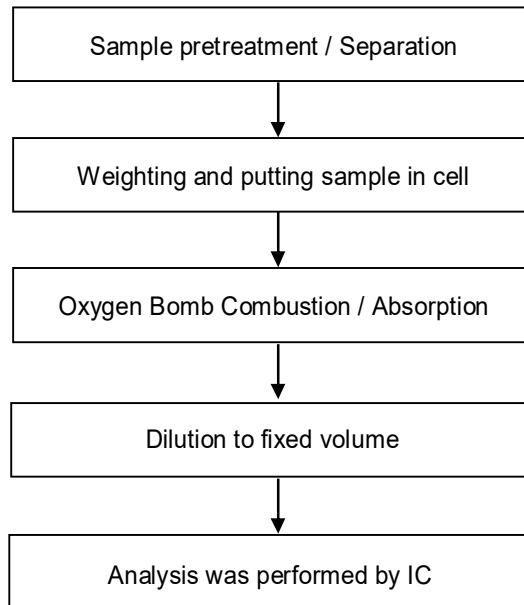 Sample pretreatment / Separation
Weighting and putting sample in cell
Oxygen Bomb Combustion / Absorption
Dilution to fixed volume
Analysis was performed by IC